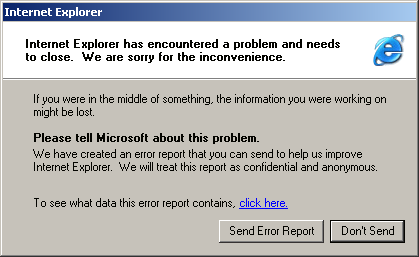 Internet Explorer
Internet Explorer has encountered a problem and needs
to close.  We are sorry for the inconvenience.
If you were in the middle of something, the information you were working on
might be lost.
Please tell Microsoft about this problem.
We have created an error report that you can send to help us improve
Internet Explorer.  We will treat this report as confidential and anonymous.
To see what data this error report contains, click here.
Send Error Report
Don't Send